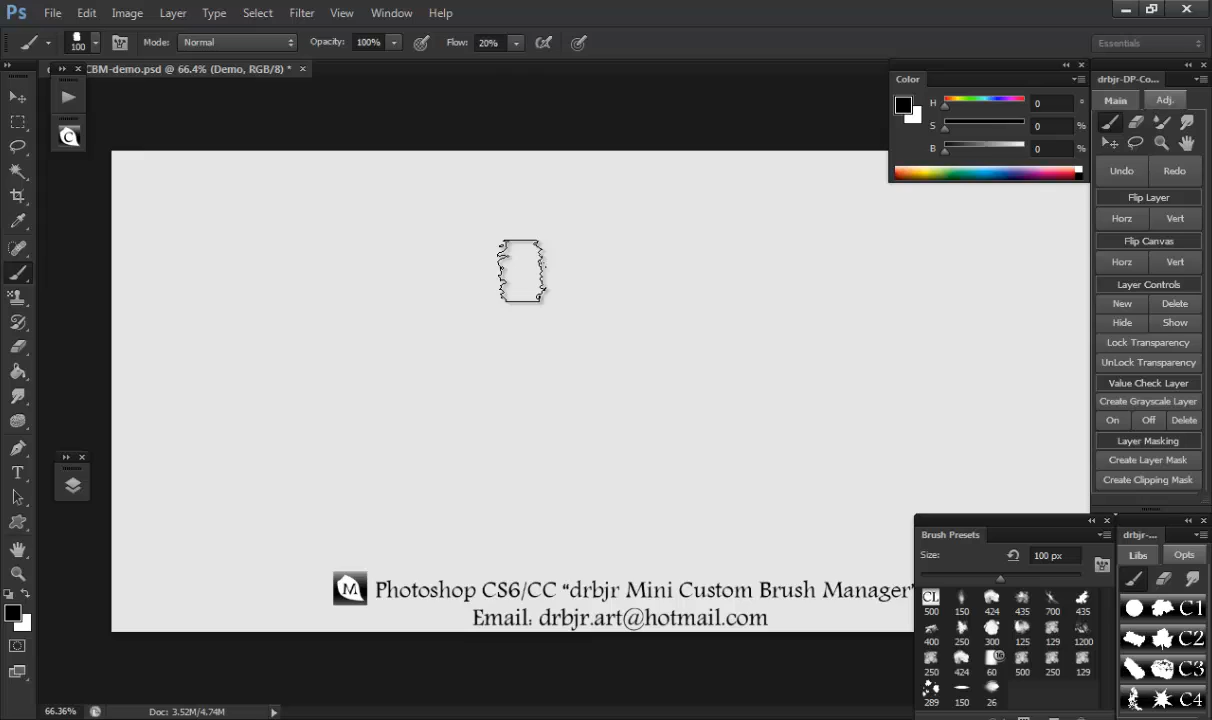 Ps File Edit Image Layer Type Select Filter View Window Help
100 Mode: Normal Opacity: 100% Flow: 20% Essentials
CBM-demo.psd @ 66.4% (Demo, RGB/8) *
Color
H 0 °
S 0 %
B 0 %
drbjr-DP-Co...
Main Adj.
Undo Redo
Flip Layer
Horz Vert
Flip Canvas
Horz Vert
Layer Controls
New Delete
Hide Show
Lock Transparency
UnLock Transparency
Value Check Layer
Create Grayscale Layer
On Off Delete
Layer Masking
Create Layer Mask
Create Clipping Mask
C
M Photoshop CS6/CC “drbjr Mini Custom Brush Manager”
Email: drbjr.art@hotmail.com
Brush Presets
Size: 100 px
CL
500 150 424 435 700 435
400 250 300 125 129 1200
16
250 424 60 500 250 129
289 150 26
drbjr-...
Libs Opts
C1
C2
C3
C4
66.36% Doc: 3.52M/4.74M